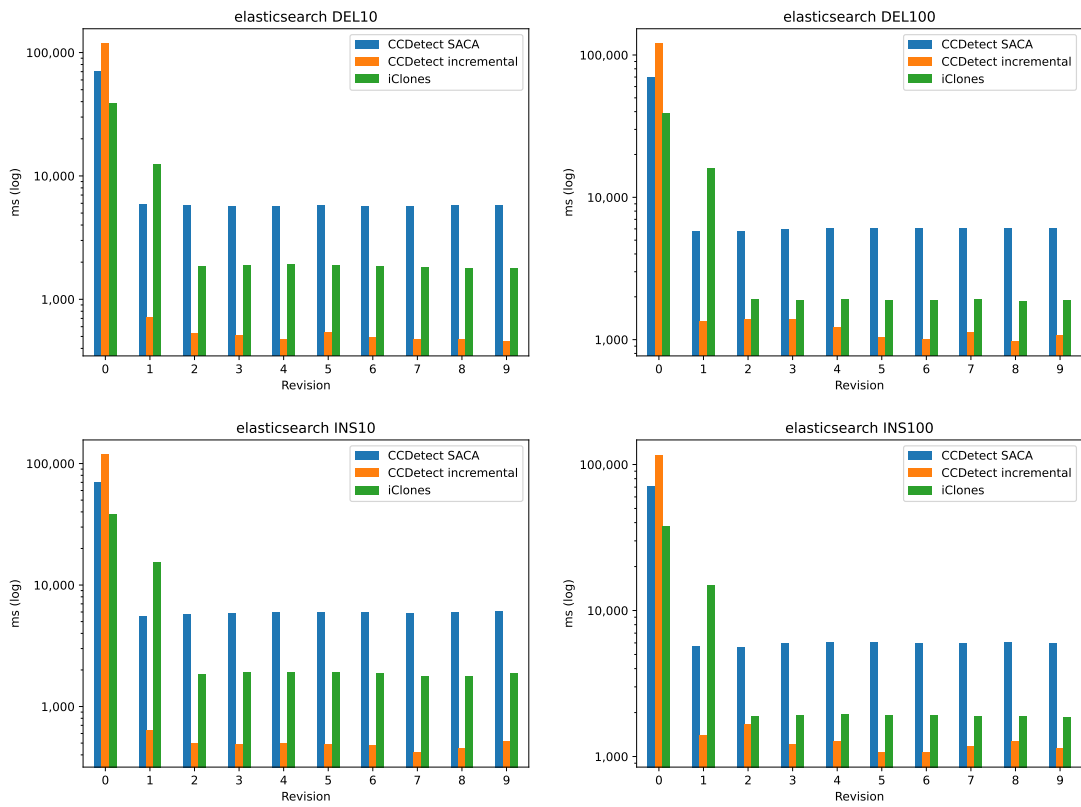 elasticsearch DEL10
ms (log)
100,000
10,000
1,000
CCDetect SACA
CCDetect incremental
iClones
0 1 2 3 4 5 6 7 8 9
Revision
elasticsearch DEL100
ms (log)
100,000
10,000
1,000
CCDetect SACA
CCDetect incremental
iClones
0 1 2 3 4 5 6 7 8 9
Revision
elasticsearch INS10
ms (log)
100,000
10,000
1,000
CCDetect SACA
CCDetect incremental
iClones
0 1 2 3 4 5 6 7 8 9
Revision
elasticsearch INS100
ms (log)
100,000
10,000
1,000
CCDetect SACA
CCDetect incremental
iClones
0 1 2 3 4 5 6 7 8 9
Revision